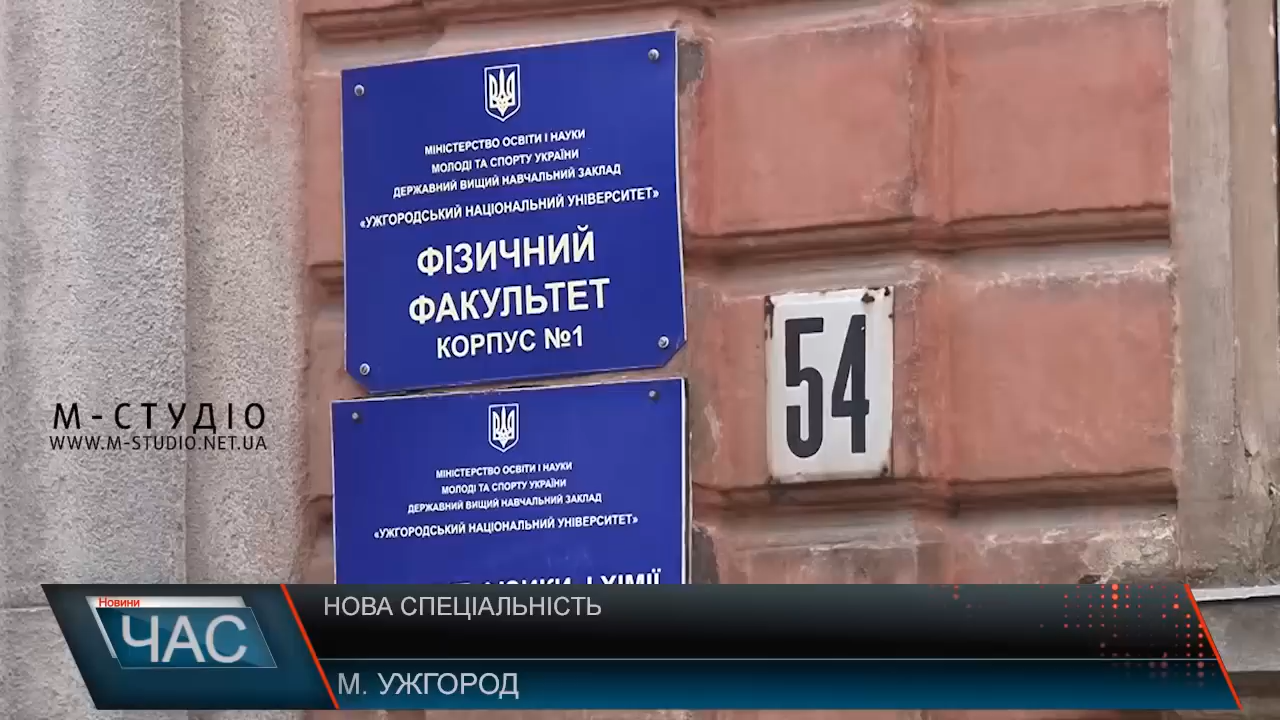 МІНІСТЕРСТВО ОСВІТИ І НАУКИ
МОЛОДІ ТА СПОРТУ УКРАЇНИ
ДЕРЖАВНИЙ ВИЩИЙ НАВЧАЛЬНИЙ ЗАКЛАД
«УЖГОРОДСЬКИЙ НАЦІОНАЛЬНИЙ УНІВЕРСИТЕТ»
ФІЗИЧНИЙ
ФАКУЛЬТЕТ
КОРПУС №1
54
М-СТУДІО
WWW.M-STUDIO.NET.UA
МІНІСТЕРСТВО ОСВІТИ І НАУКИ
МОЛОДІ ТА СПОРТУ УКРАЇНИ
ДЕРЖАВНИЙ ВИЩИЙ НАВЧАЛЬНИЙ ЗАКЛАД
«УЖГОРОДСЬКИЙ НАЦІОНАЛЬНИЙ УНІВЕРСИТЕТ»
І ХІМІЇ
Новини
ЧАС
НОВА СПЕЦІАЛЬНІСТЬ
М. УЖГОРОД